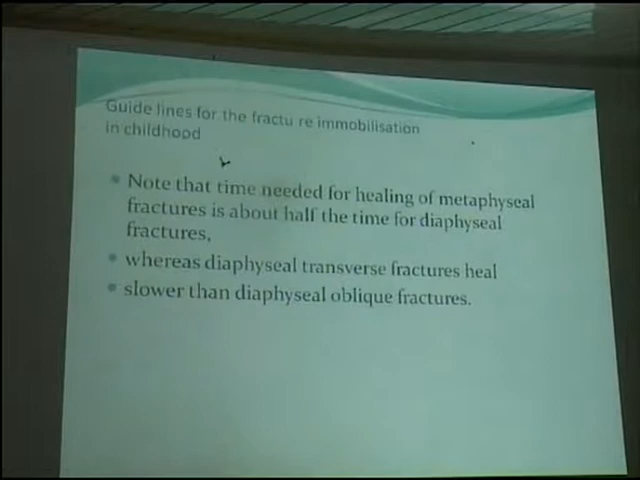 Guide lines for the fractu re immobilisation
in childhood
Note that time needed for healing of metaphyseal
fractures is about half the time for diaphyseal
fractures,
whereas diaphyseal transverse fractures heal
slower than diaphyseal oblique fractures.